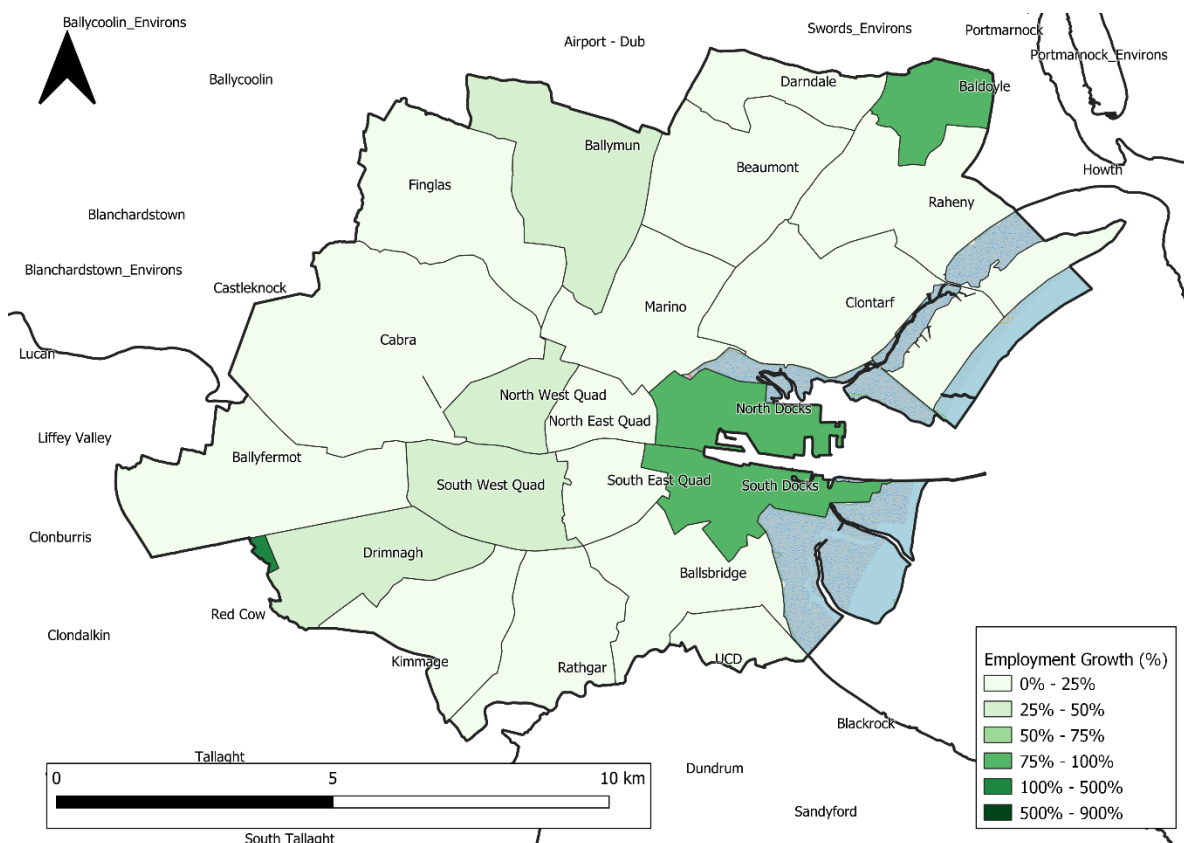 Ballycoolin_Environs
Swords_Environs
Portmarnock
Airport - Dub
Portmarnock_Environs
Ballycoolin
Darndale
Baldoyle
Ballymun
Beaumont
Howth
Finglas
Raheny
Blanchardstown
Blanchardstown_Environs
Castleknock
Clontarf
Marino
Cabra
Lucan
North West Quad
North Docks
North East Quad
Liffey Valley
Ballyfermot
South East Quad
South West Quad
South Docks
Clonburris
Drimnagh
Ballsbridge
Red Cow
Clondalkin
Kimmage
Rathgar
UCD
Blackrock
Tallaght
Dundrum
Sandyford
South Tallaght
0 5 10 km
Employment Growth (%)
0% - 25%
25% - 50%
50% - 75%
75% - 100%
100% - 500%
500% - 900%